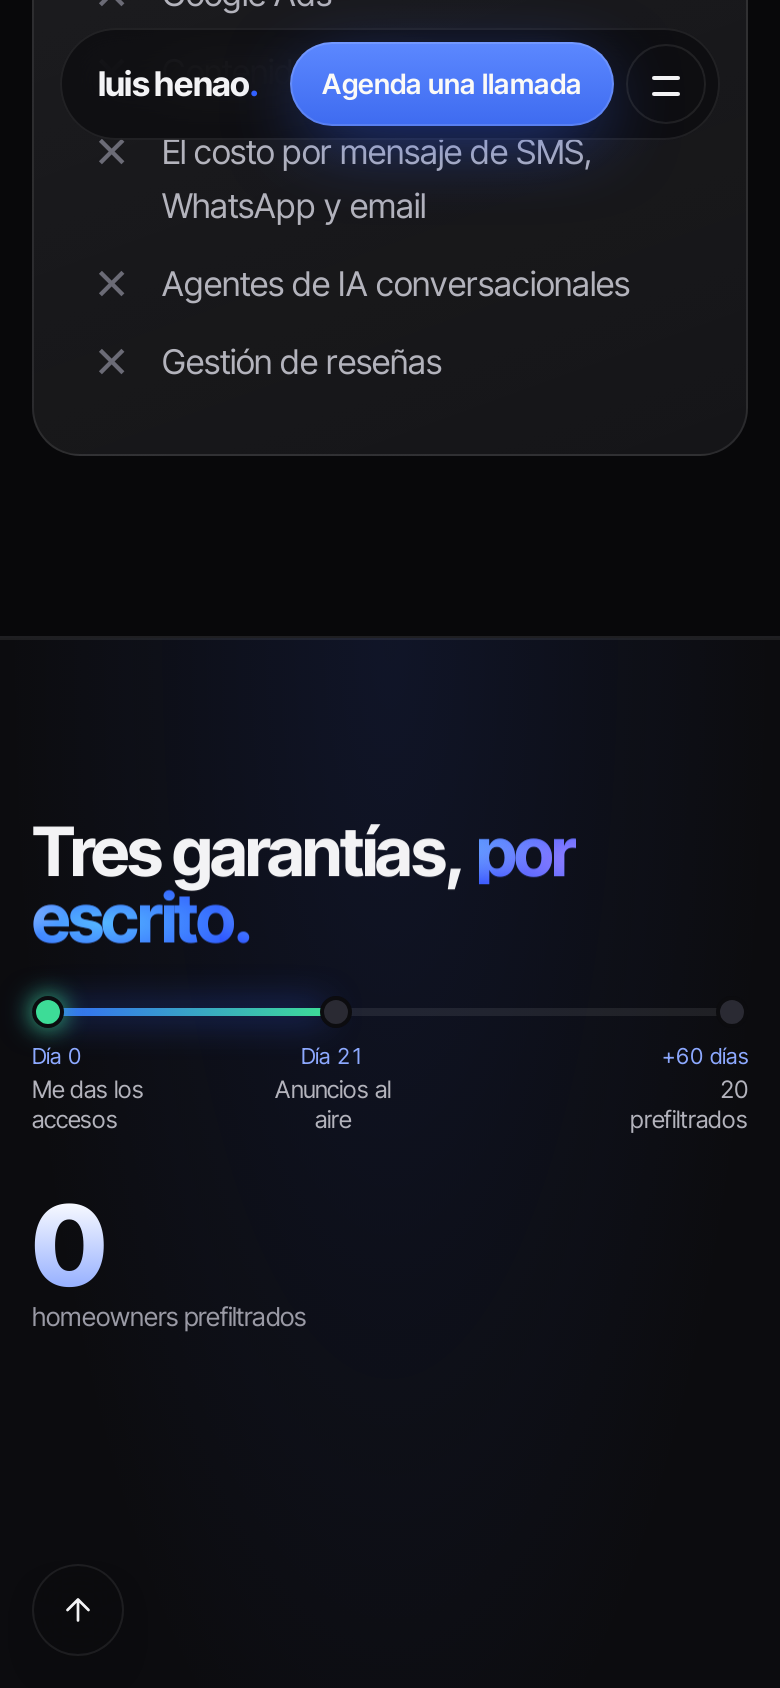 Google Ads
luis henao.
Agenda una llamada
El costo por mensaje de SMS,
WhatsApp y email
Agentes de IA conversacionales
Gestión de reseñas
Tres garantías, por
escrito.
Día 0
Me das los
accesos
Día 21
Anuncios al
aire
+60 días
20
prefiltrados
0
homeowners prefiltrados